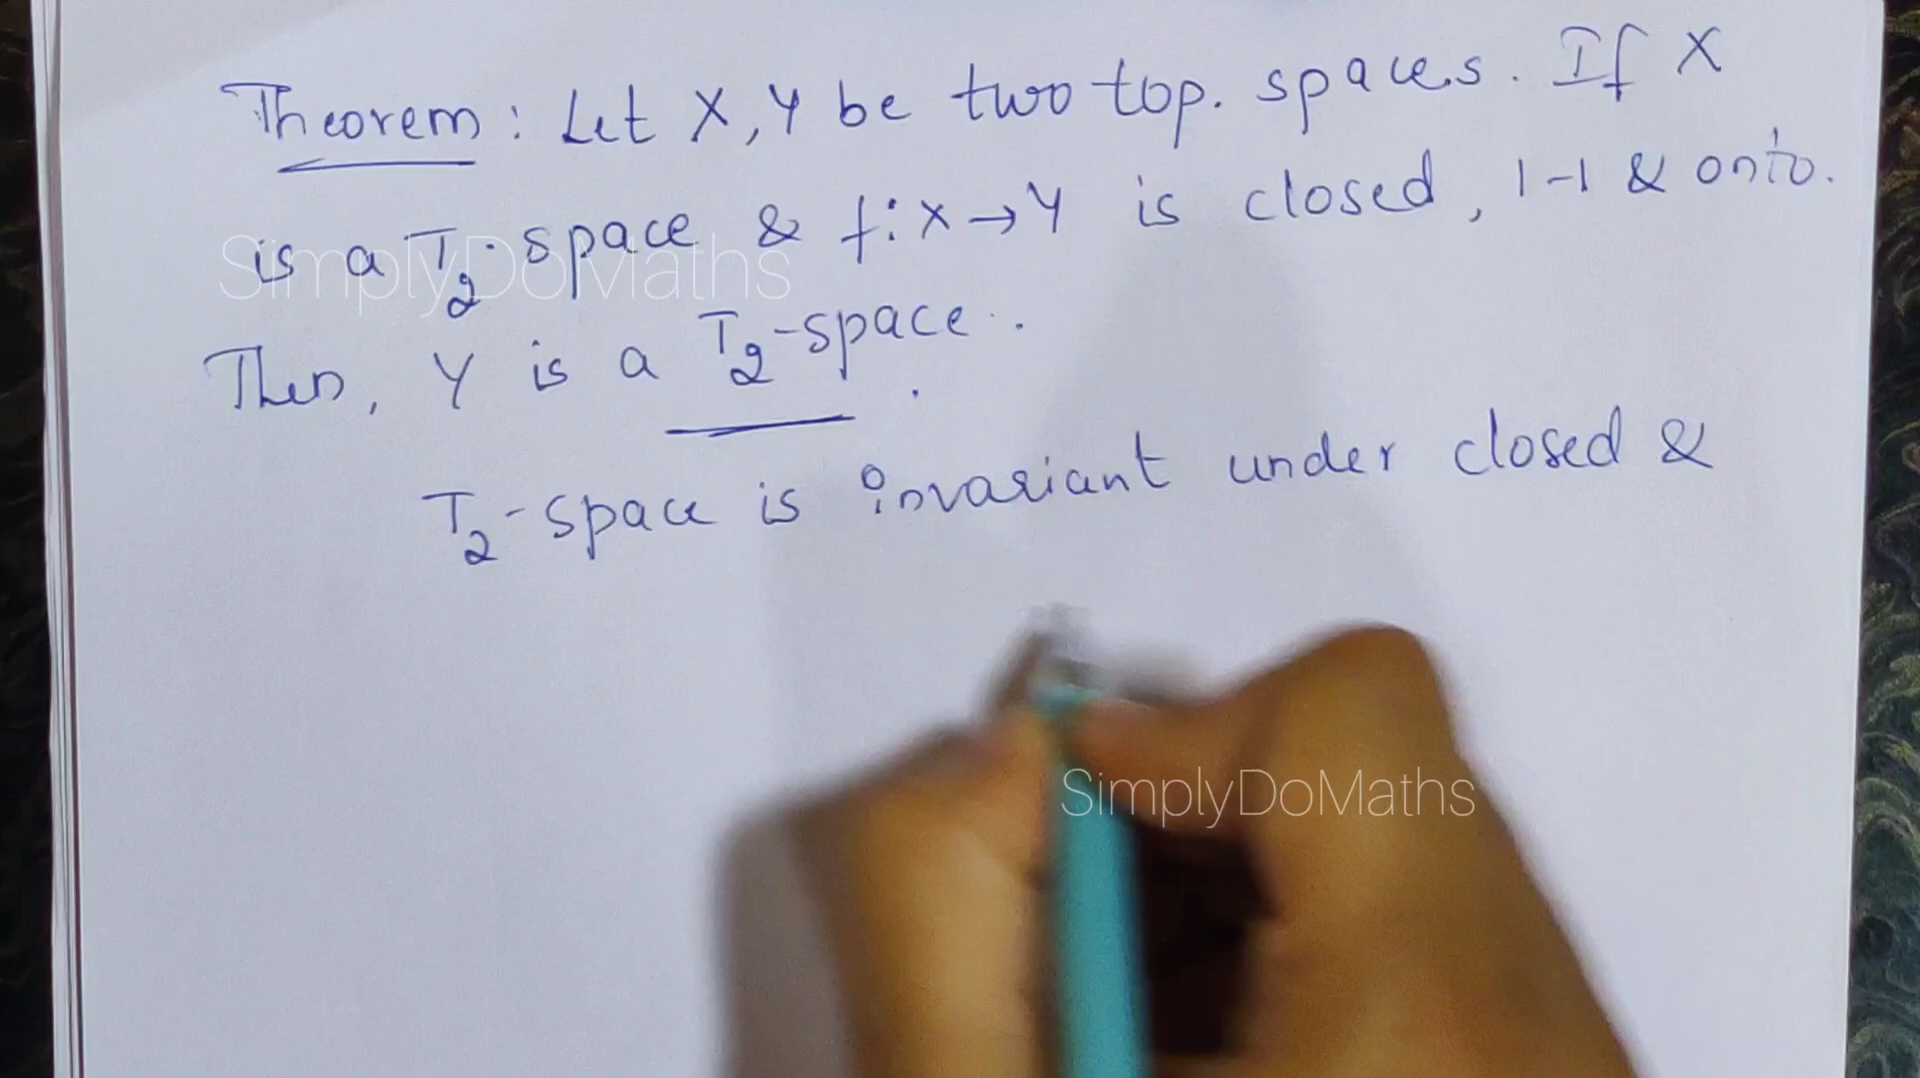 Theorem: Let X, Y be two top. spaces. If X
is a T₂-space & f: X → Y is closed, 1-1 & onto.
Then, Y is a T₂-space.
T₂-space is invariant under closed &
SimplyDoMaths
SimplyDoMaths